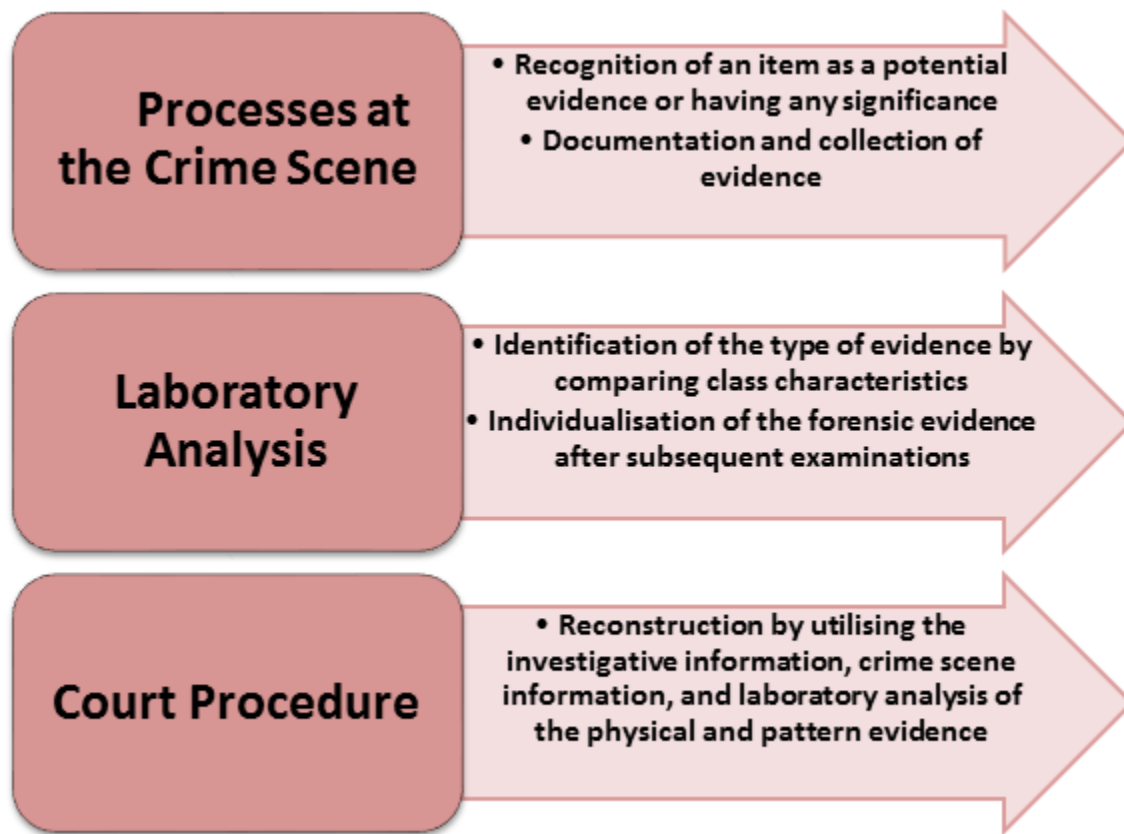 Processes at
the Crime Scene
• Recognition of an item as a potential
evidence or having any significance
• Documentation and collection of
evidence
Laboratory
Analysis
• Identification of the type of evidence by
comparing class characteristics
• Individualisation of the forensic evidence
after subsequent examinations
Court Procedure
• Reconstruction by utilising the
investigative information, crime scene
information, and laboratory analysis of
the physical and pattern evidence